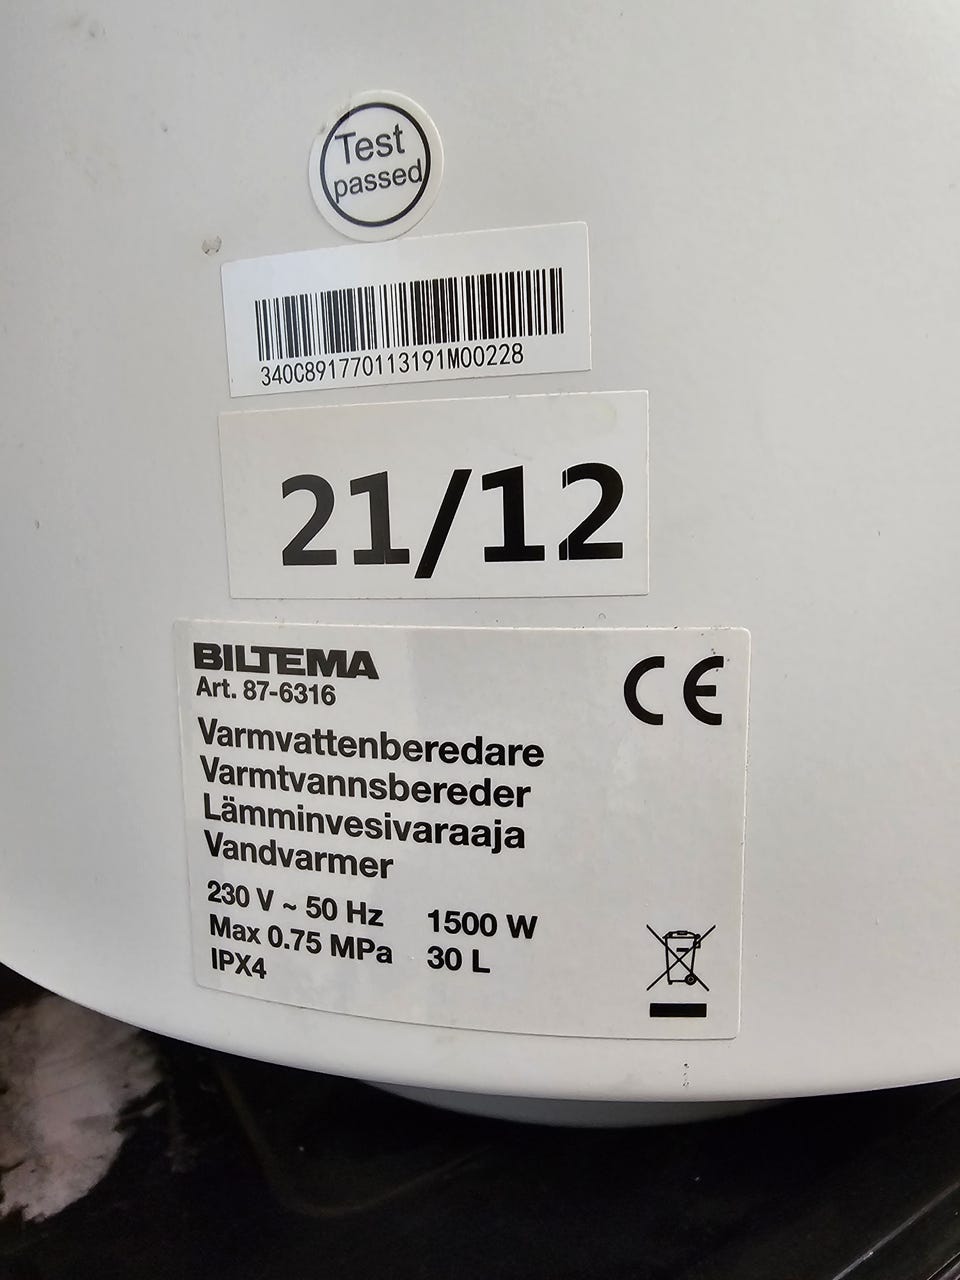 Test
passed
340C891770113191M00228
21/12
BILTEMA
Art. 87-6316
CE
Varmvattenberedare
Varmtvannsbereder
Lämminvesivaraaja
Vandvarmer
230 V ~ 50 Hz 1500 W
Max 0.75 MPa 30 L
IPX4